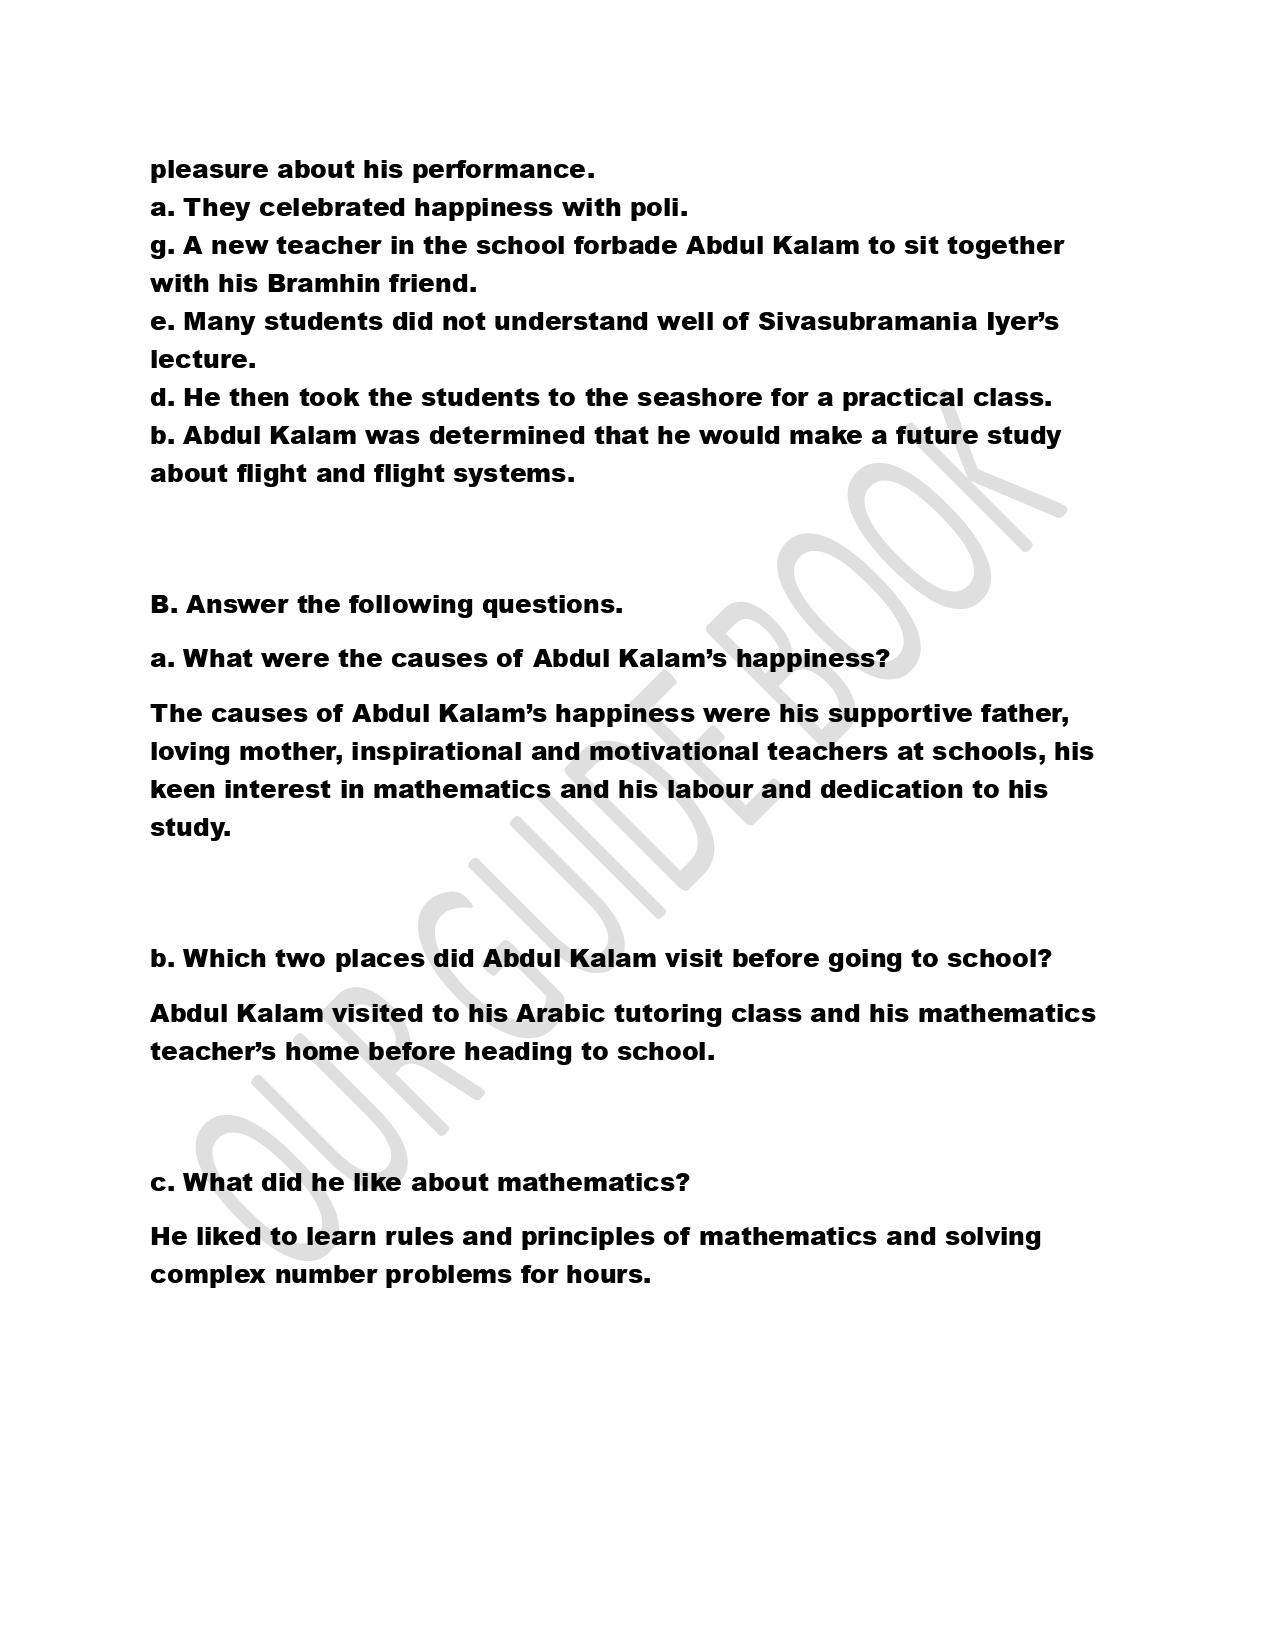 pleasure about his performance.
a. They celebrated happiness with poli.
g. A new teacher in the school forbade Abdul Kalam to sit together
with his Bramhin friend.
e. Many students did not understand well of Sivasubramania Iyer’s
lecture.
d. He then took the students to the seashore for a practical class.
b. Abdul Kalam was determined that he would make a future study
about flight and flight systems.
B. Answer the following questions.
a. What were the causes of Abdul Kalam’s happiness?
The causes of Abdul Kalam’s happiness were his supportive father,
loving mother, inspirational and motivational teachers at schools, his
keen interest in mathematics and his labour and dedication to his
study.
b. Which two places did Abdul Kalam visit before going to school?
Abdul Kalam visited to his Arabic tutoring class and his mathematics
teacher’s home before heading to school.
c. What did he like about mathematics?
He liked to learn rules and principles of mathematics and solving
complex number problems for hours.
OUR GUIDE BOOK